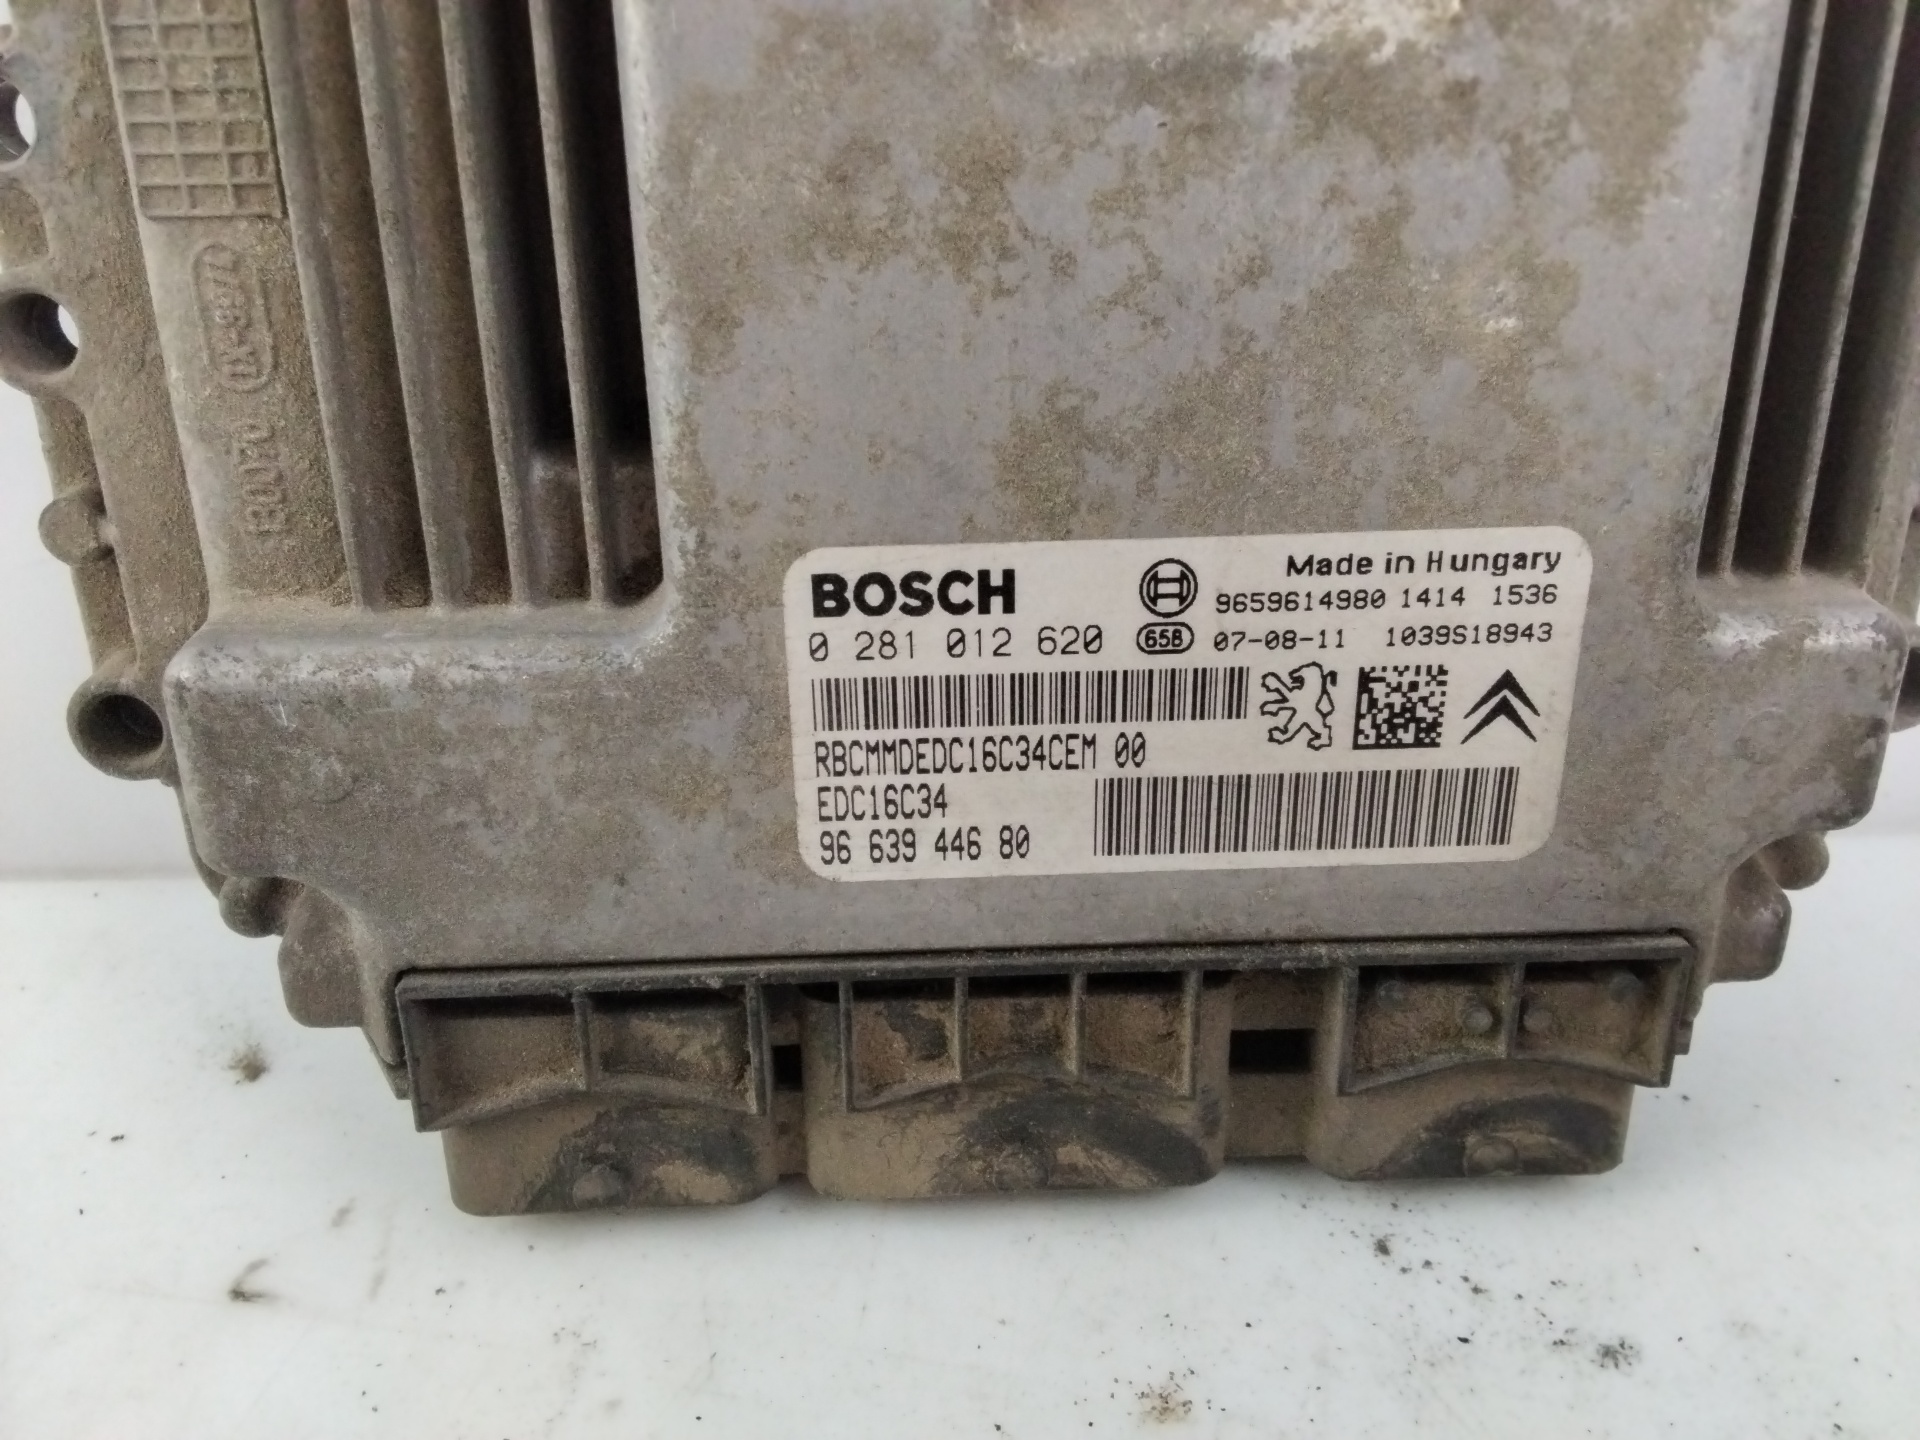 BOSCH
Made in Hungary
9659614980 1414 1536
0 281 012 620 658 07-08-11 1039S18943
RBCMMDEDC16C34CEM 00
EDC16C34
96 639 446 80